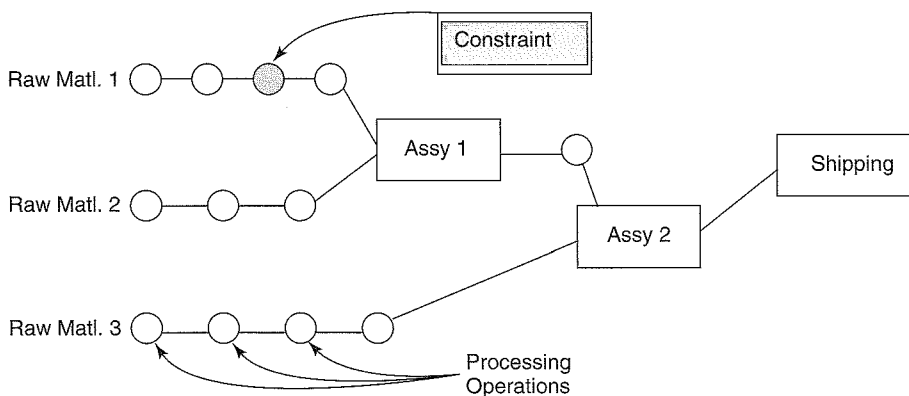 Constraint
Raw Matl. 1
Assy 1
Shipping
Raw Matl. 2
Assy 2
Raw Matl. 3
Processing
Operations